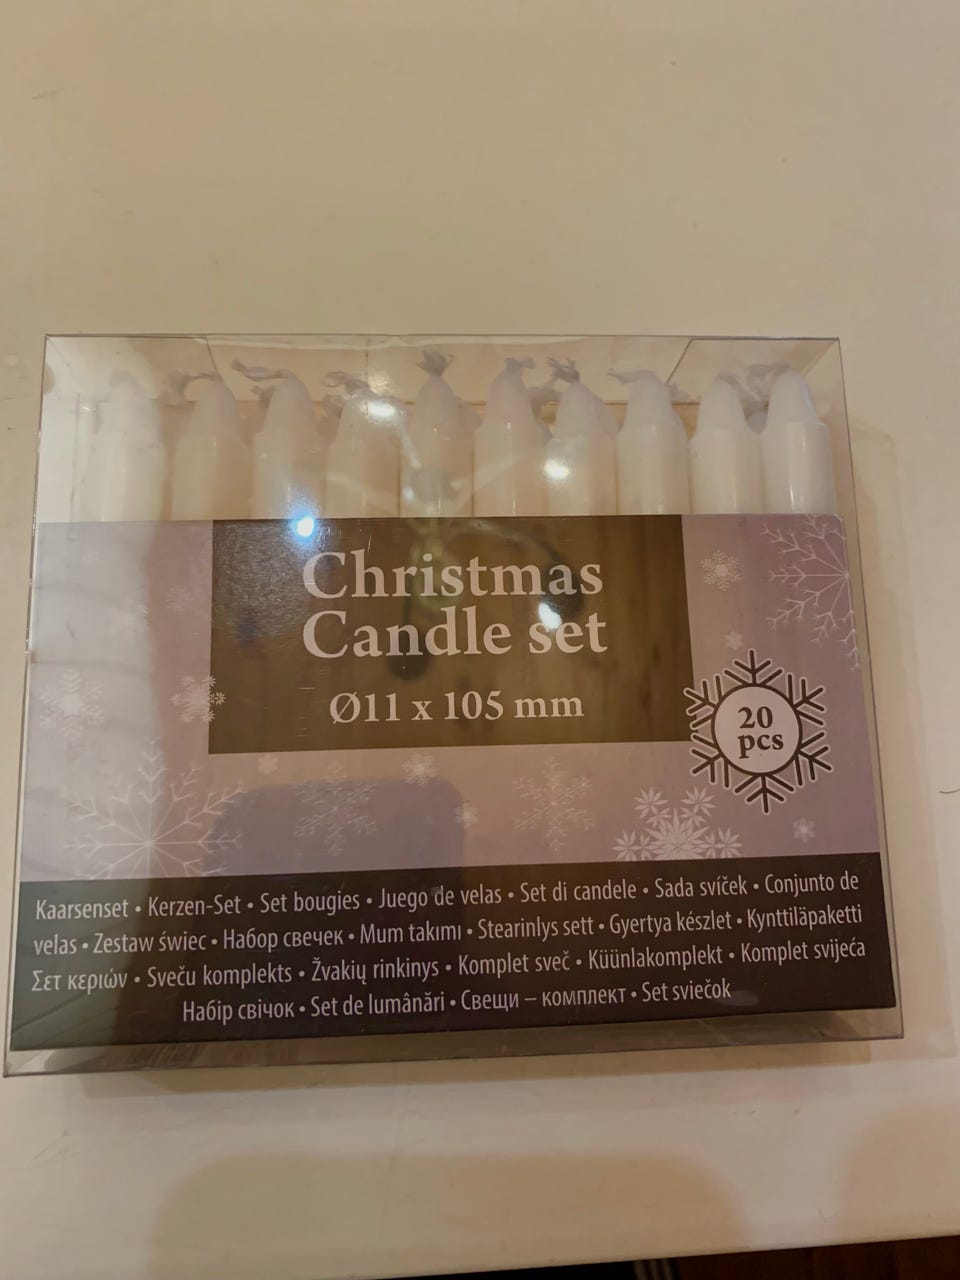 Christmas
Candle set
Ø11 x 105 mm
20
pcs
Kaarsenset • Kerzen-Set • Set bougies • Juego de velas • Set di candele • Sada svíček • Conjunto de
velas • Zestaw świec • Набор свечек • Mum takımı • Stearinlys sett • Gyertya készlet • Kynttiläpaketti
Σετ κεριών • Sveču komplekts • Žvakių rinkinys • Komplet sveč • Küünlakomplekt • Komplet svijeća
Набір свічок • Set de lumânări • Свещи – комплект • Set sviečok